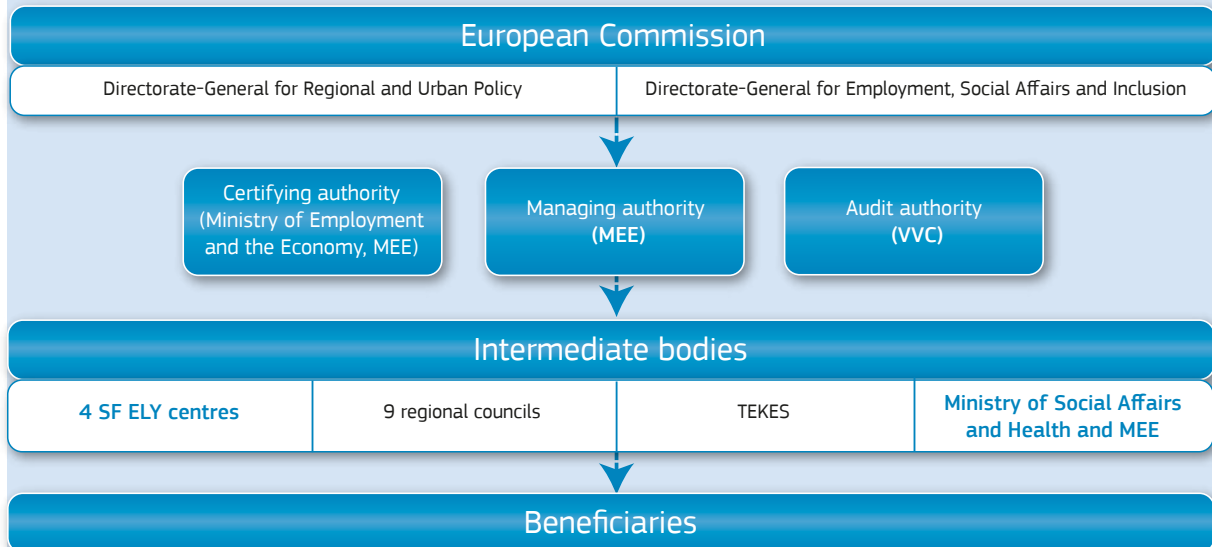 European Commission
Directorate-General for Regional and Urban Policy
Directorate-General for Employment, Social Affairs and Inclusion
Certifying authority
(Ministry of Employment
and the Economy, MEE)
Managing authority
(MEE)
Audit authority
(VVC)
Intermediate bodies
4 SF ELY centres
9 regional councils
TEKES
Ministry of Social Affairs
and Health and MEE
Beneficiaries